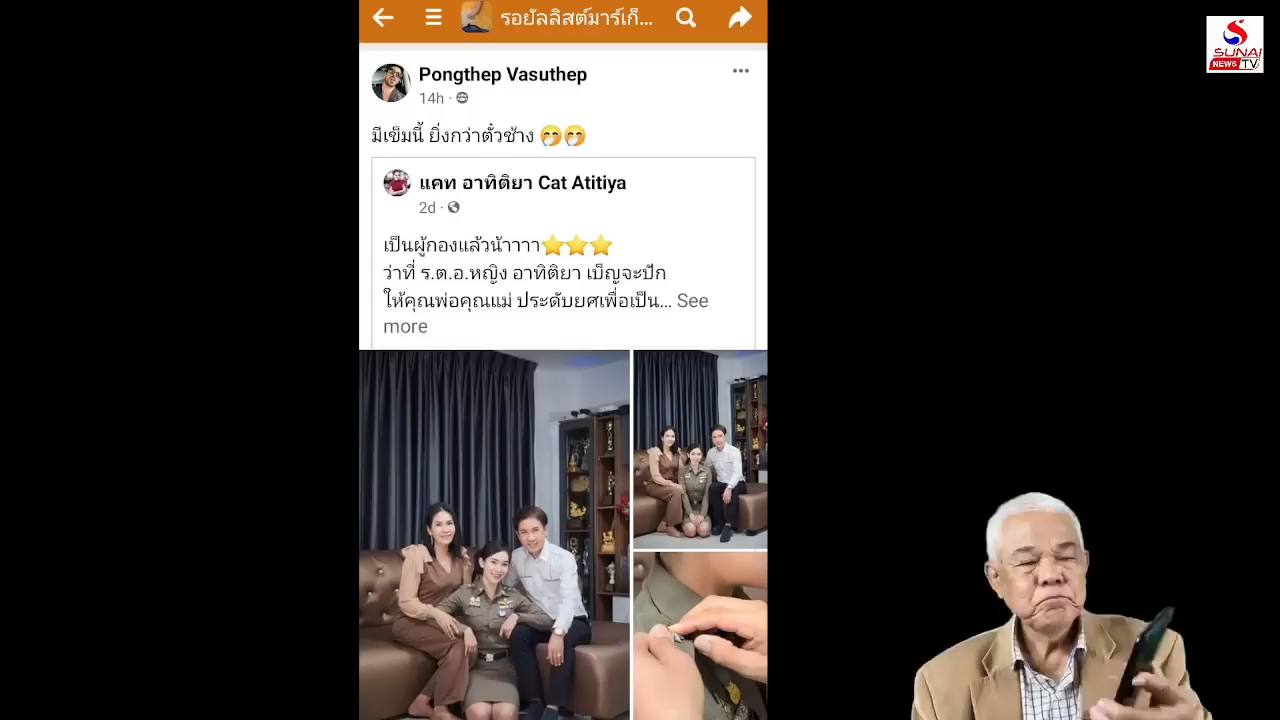 รอยัลลิสต์มาร์เก็...
Pongthep Vasuthep
14h
มีเข็มนี้ ยิ่งกว่าตั๋วช้าง 🤭🤭
แคท อาทิติยา Cat Atitiya
2d
เป็นผู้กองแล้วน้าาาา⭐⭐⭐
ว่าที่ ร.ต.อ.หญิง อาทิติยา เบ็ญจะปัก
ให้คุณพ่อคุณแม่ ประดับยศเพื่อเป็น... See
more
SUNAI
NEWS TV